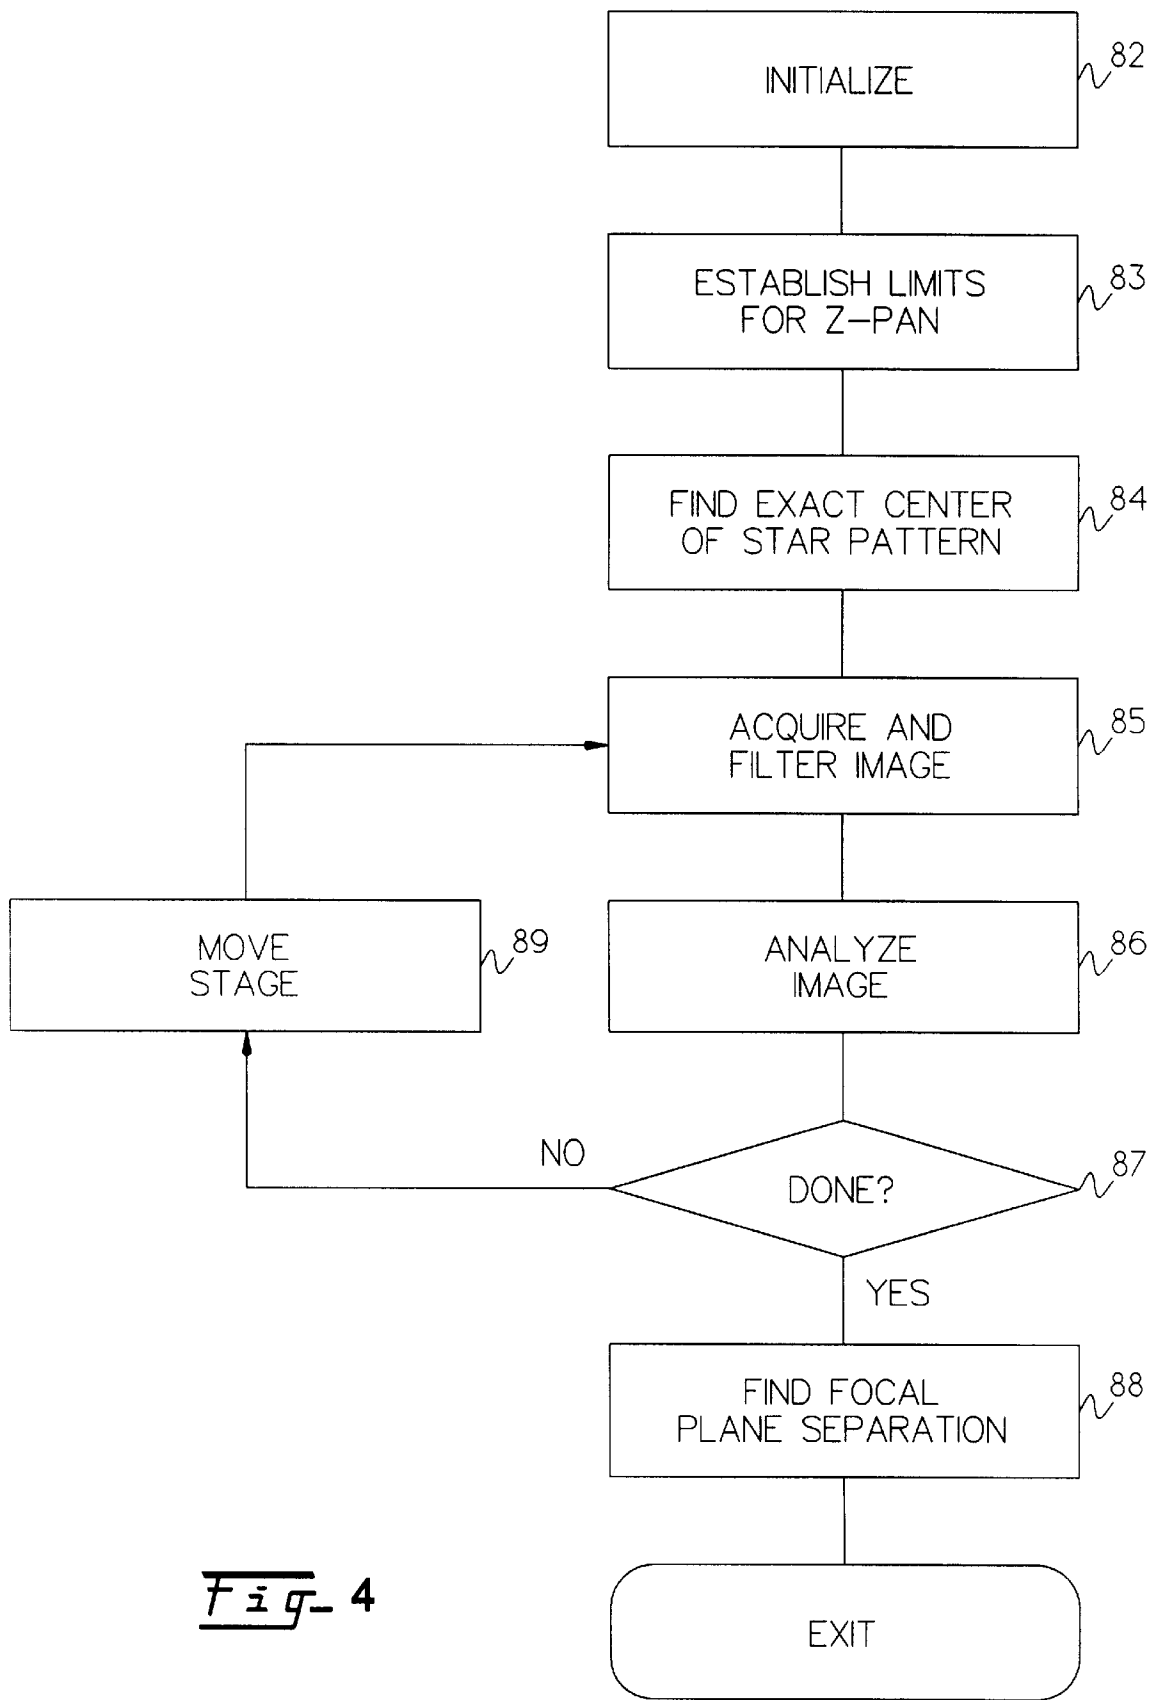 INITIALIZE
82
ESTABLISH LIMITS
FOR Z-PAN
83
FIND EXACT CENTER
OF STAR PATTERN
84
ACQUIRE AND
FILTER IMAGE
85
MOVE
STAGE
89
ANALYZE
IMAGE
86
NO
DONE?
87
YES
FIND FOCAL
PLANE SEPARATION
88
EXIT
Fig- 4